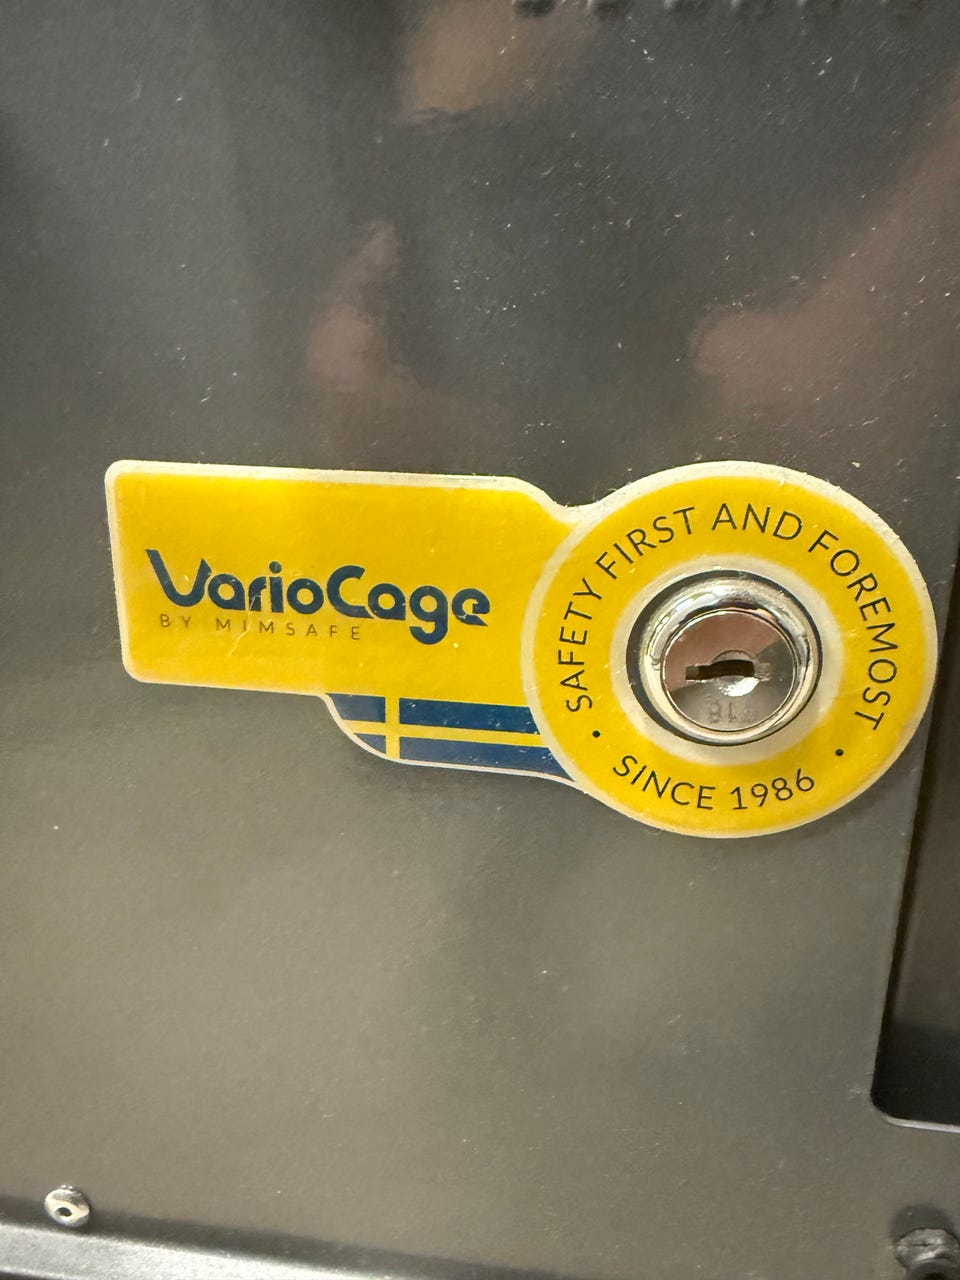 VarioCage
BY MIMSAFE
SAFETY FIRST AND FOREMOST
• SINCE 1986 •